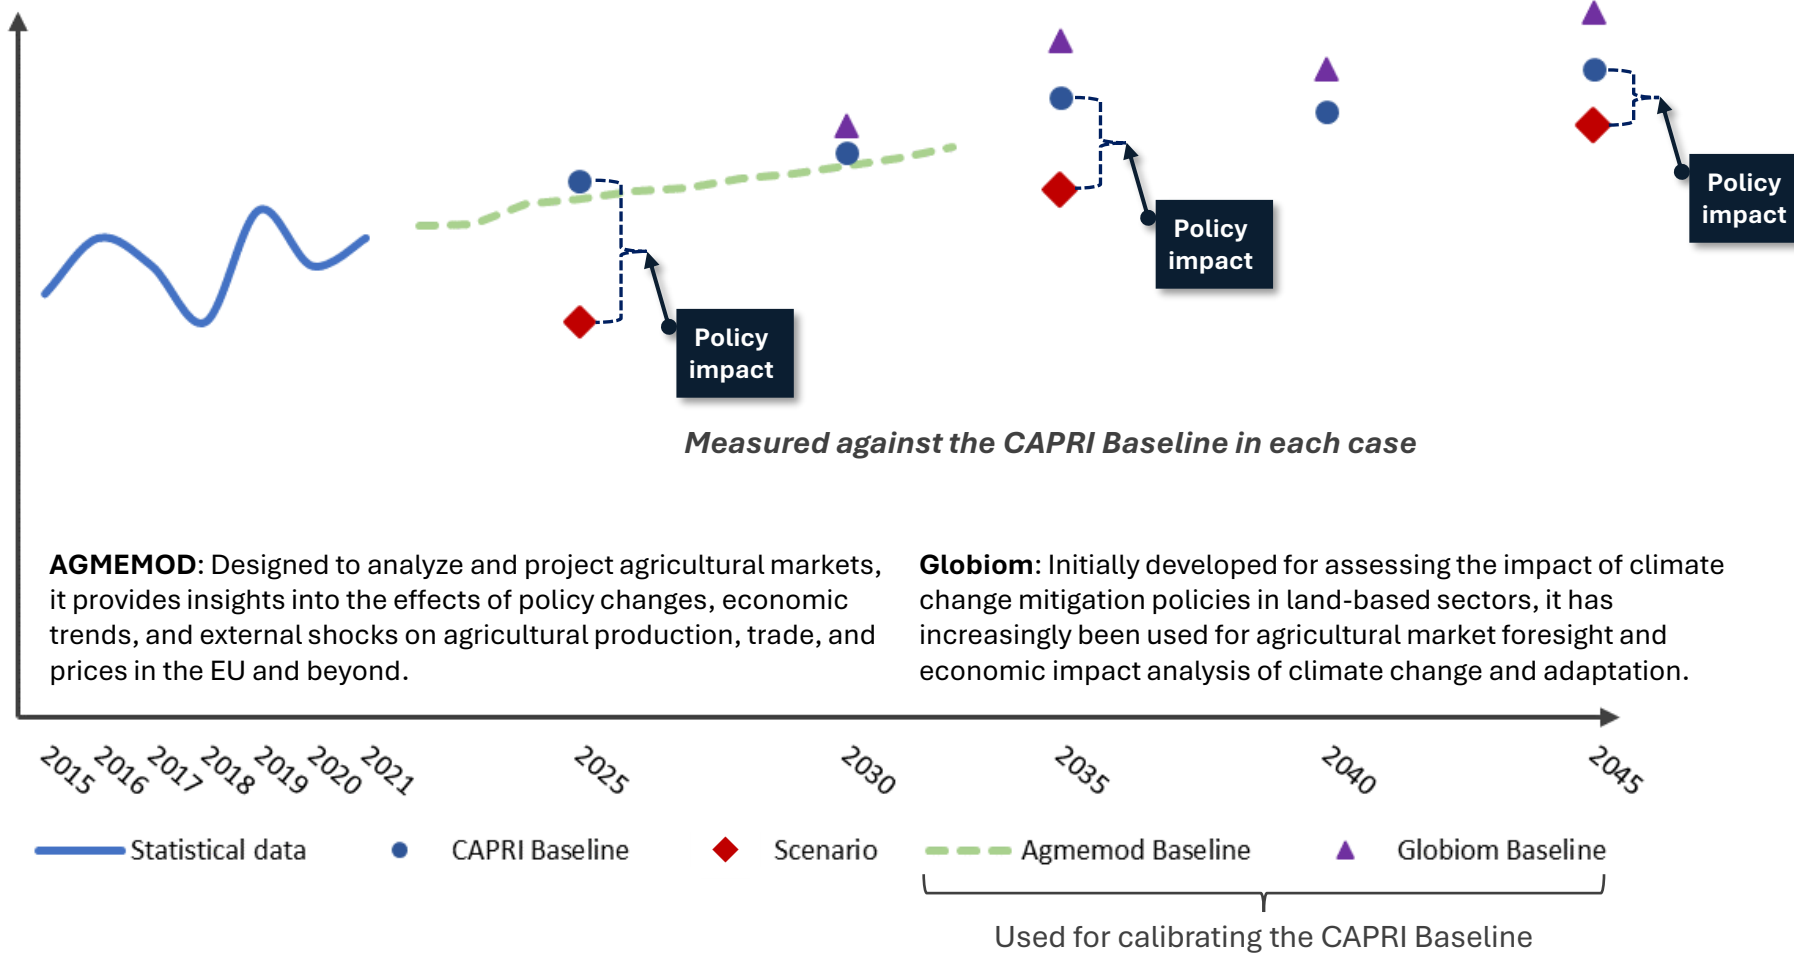 Policy
impact
Policy
impact
Policy
impact
Measured against the CAPRI Baseline in each case
AGMEMOD: Designed to analyze and project agricultural markets,
it provides insights into the effects of policy changes, economic
trends, and external shocks on agricultural production, trade, and
prices in the EU and beyond.
Globiom: Initially developed for assessing the impact of climate
change mitigation policies in land-based sectors, it has
increasingly been used for agricultural market foresight and
economic impact analysis of climate change and adaptation.
2015 2016 2017 2018 2019 2020 2021 2025 2030 2035 2040 2045
Statistical data CAPRI Baseline Scenario Agmemod Baseline Globiom Baseline
Used for calibrating the CAPRI Baseline